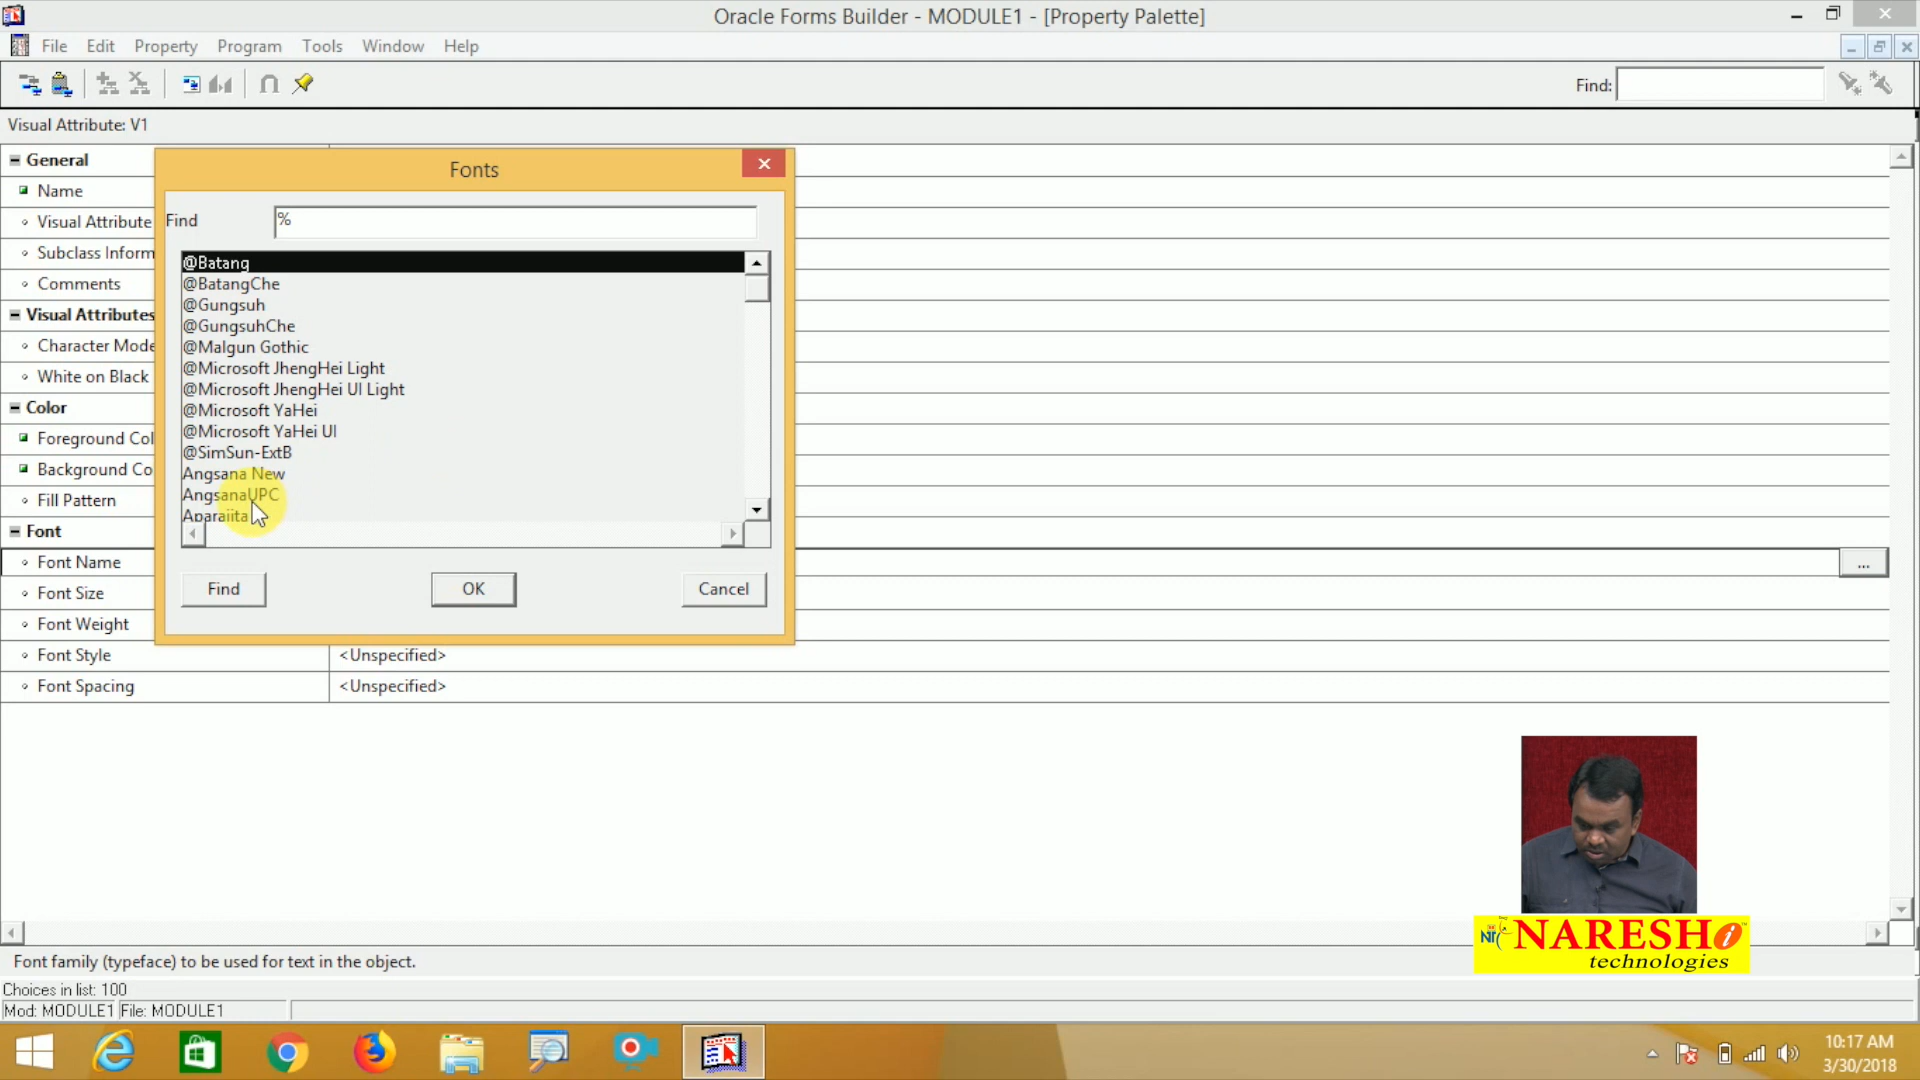 Oracle Forms Builder - MODULE1 - [Property Palette]
File Edit Property Program Tools Window Help
Find:
Visual Attribute: V1
General
Name
Visual Attribute
Subclass Inform
Comments
Visual Attributes
Character Mode
White on Black
Color
Foreground Col
Background Co
Fill Pattern
Font
Font Name
...
Font Size
Font Weight
Font Style <Unspecified>
Font Spacing <Unspecified>
Fonts
Find %
@Batang
@BatangChe
@Gungsuh
@GungsuhChe
@Malgun Gothic
@Microsoft JhengHei Light
@Microsoft JhengHei UI Light
@Microsoft YaHei
@Microsoft YaHei UI
@SimSun-ExtB
Angsana New
AngsanaUPC
Aparajita
Find OK Cancel
NARESH i
technologies
Font family (typeface) to be used for text in the object.
Choices in list: 100
Mod: MODULE1 File: MODULE1
10:17 AM
3/30/2018